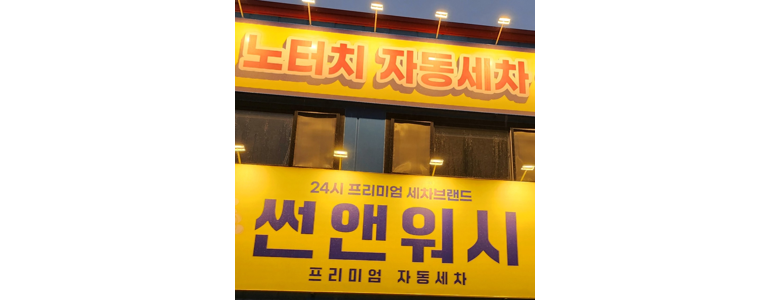 노터치 자동세차
24시 프리미엄 세차브랜드
썬앤워시
프리미엄 자동세차